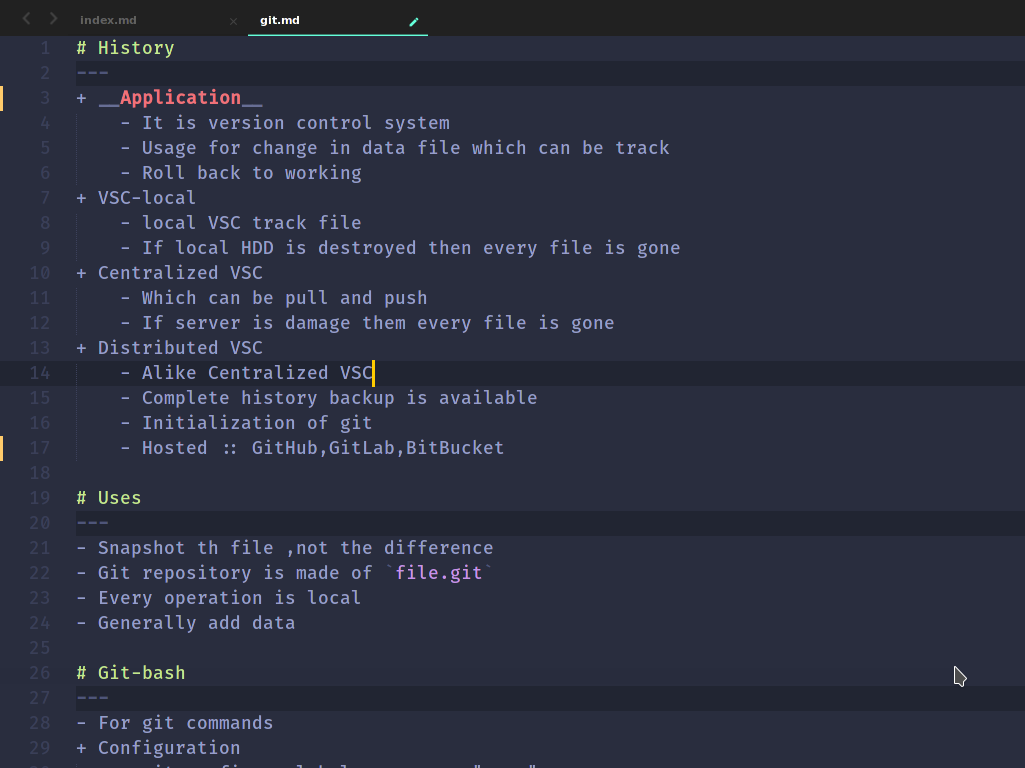 index.md
git.md
1 # History
2 ---
3 + __Application__
4 - It is version control system
5 - Usage for change in data file which can be track
6 - Roll back to working
7 + VSC-local
8 - local VSC track file
9 - If local HDD is destroyed then every file is gone
10 + Centralized VSC
11 - Which can be pull and push
12 - If server is damage them every file is gone
13 + Distributed VSC
14 - Alike Centralized VSC
15 - Complete history backup is available
16 - Initialization of git
17 - Hosted :: GitHub,GitLab,BitBucket
18
19 # Uses
20 ---
21 - Snapshot th file ,not the difference
22 - Git repository is made of `file.git`
23 - Every operation is local
24 - Generally add data
25
26 # Git-bash
27 ---
28 - For git commands
29 + Configuration